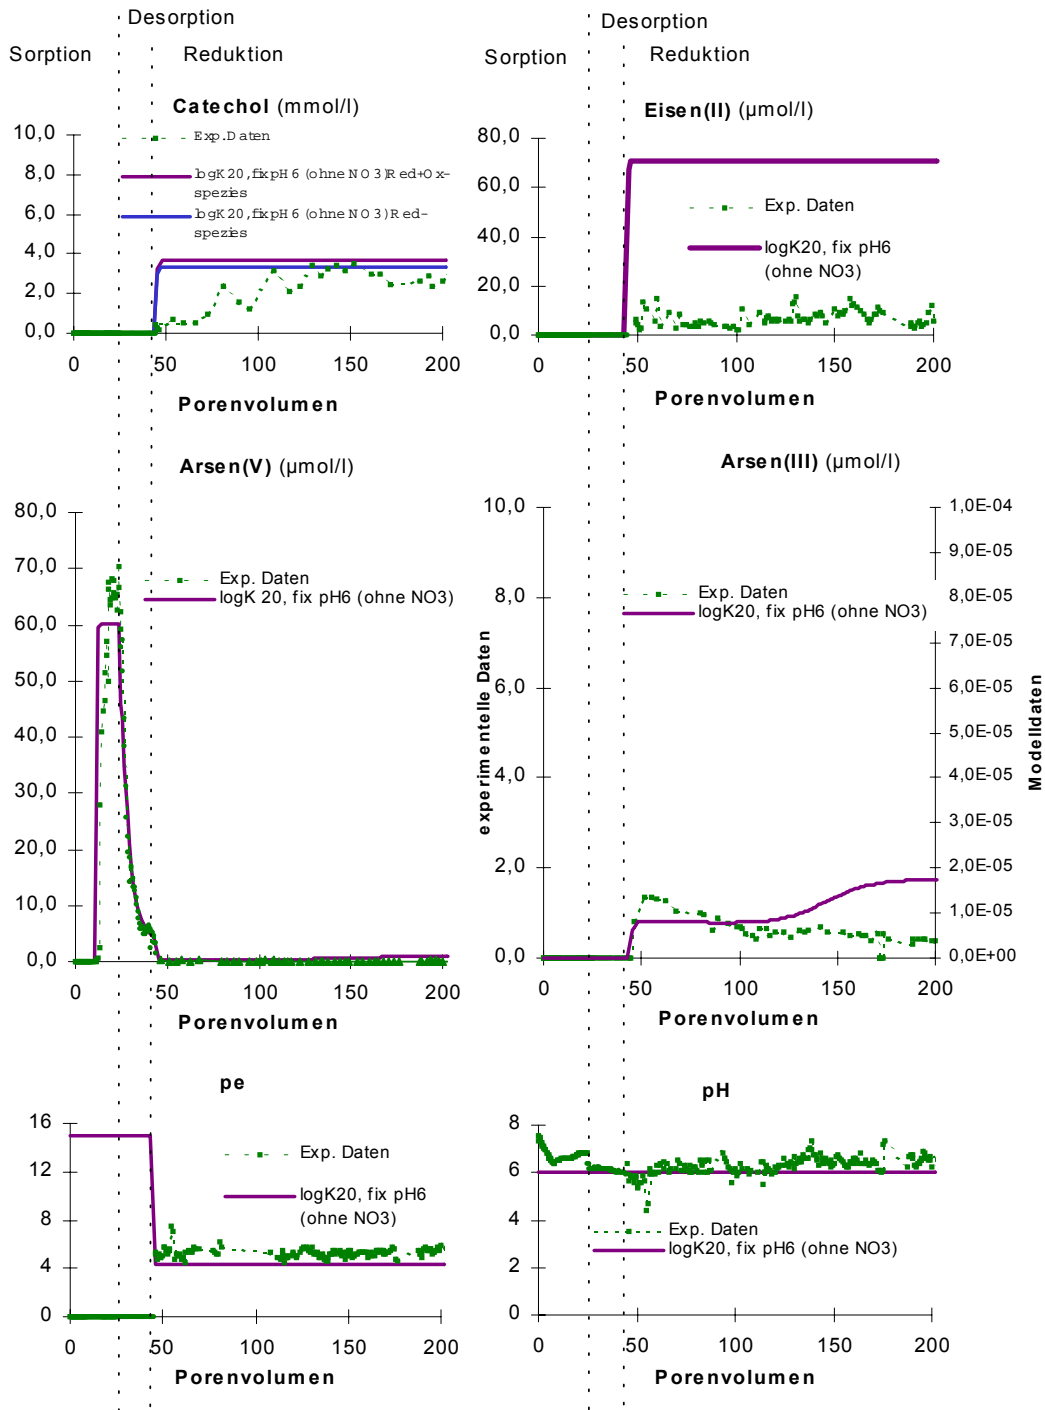 Desorption
Sorption
Reduktion
Desorption
Sorption
Reduktion
Catechol (mmol/l)
10,0
8,0
6,0
4,0
2,0
0,0
Exp.Daten
logK20,fixpH6 (ohneNO3)Red+Ox-
spezies
logK20,fixpH6 (ohneNO3)Red-
spezies
0
50
100
150
200
Porenvolumen
Eisen(II) (µmol/l)
80,0
60,0
40,0
20,0
0,0
Exp. Daten
logK20, fix pH6
(ohne NO3)
0
50
100
150
200
Porenvolumen
Arsen(V) (µmol/l)
80,0
70,0
60,0
50,0
40,0
30,0
20,0
10,0
0,0
Exp. Daten
logK 20, fix pH6 (ohne NO3)
0
50
100
150
200
Porenvolumen
Arsen(III) (µmol/l)
experimentelle Daten
10,0
8,0
6,0
4,0
2,0
0,0
Exp. Daten
logK20, fix pH6 (ohne NO3)
1,0E-04
9,0E-05
8,0E-05
7,0E-05
6,0E-05
5,0E-05
4,0E-05
3,0E-05
2,0E-05
1,0E-05
0,0E+00
Modelldaten
0
50
100
150
200
Porenvolumen
pe
16
12
8
4
0
Exp. Daten
logK20, fix pH6
(ohne NO3)
0
50
100
150
200
Porenvolumen
pH
8
6
4
2
0
Exp. Daten
logK20, fix pH6 (ohne NO3)
0
50
100
150
200
Porenvolumen